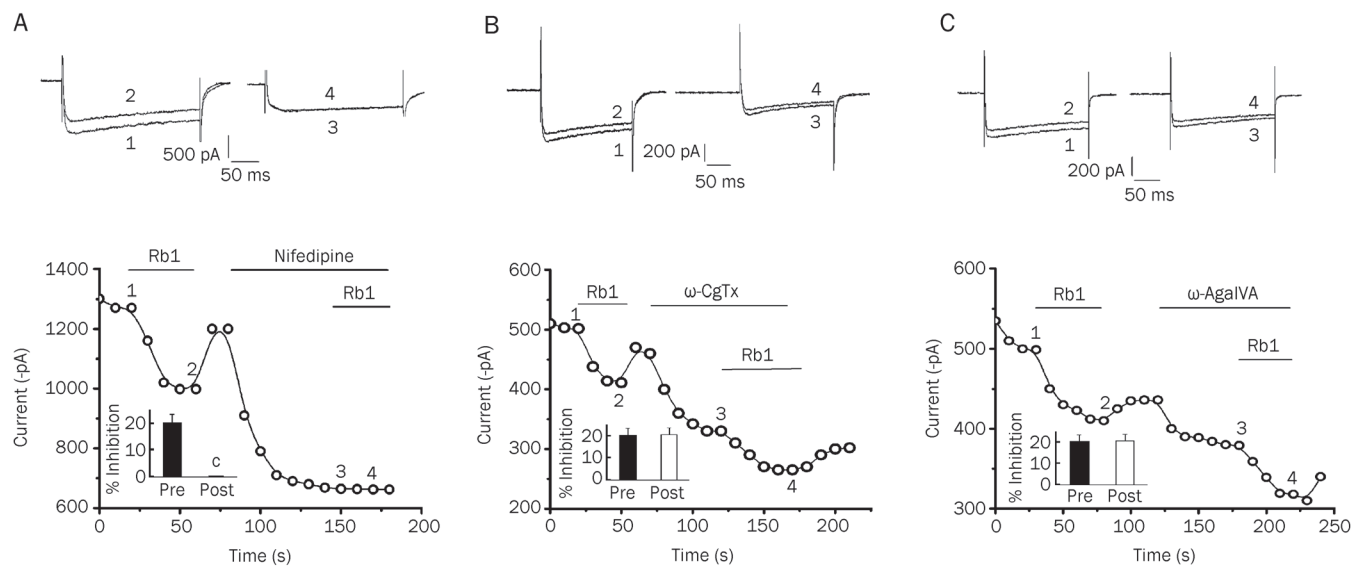 A
2
1
4
3
500 pA
50 ms
B
2
1
4
3
200 pA
50 ms
C
2
1
4
3
200 pA
50 ms
Rb1
Nifedipine
Rb1
1
2
3
4
Current (-pA)
1400
1200
1000
800
600
0
50
100
150
200
Time (s)
% Inhibition
20
10
0
c
Pre
Post
Rb1
ω-CgTx
Rb1
1
2
3
4
Current (-pA)
600
500
400
300
200
0
50
100
150
200
Time (s)
% Inhibition
20
10
0
Pre
Post
Rb1
ω-AgaIVA
Rb1
1
2
3
4
Current (-pA)
600
500
400
300
0
50
100
150
200
250
Time (s)
% Inhibition
20
10
0
Pre
Post